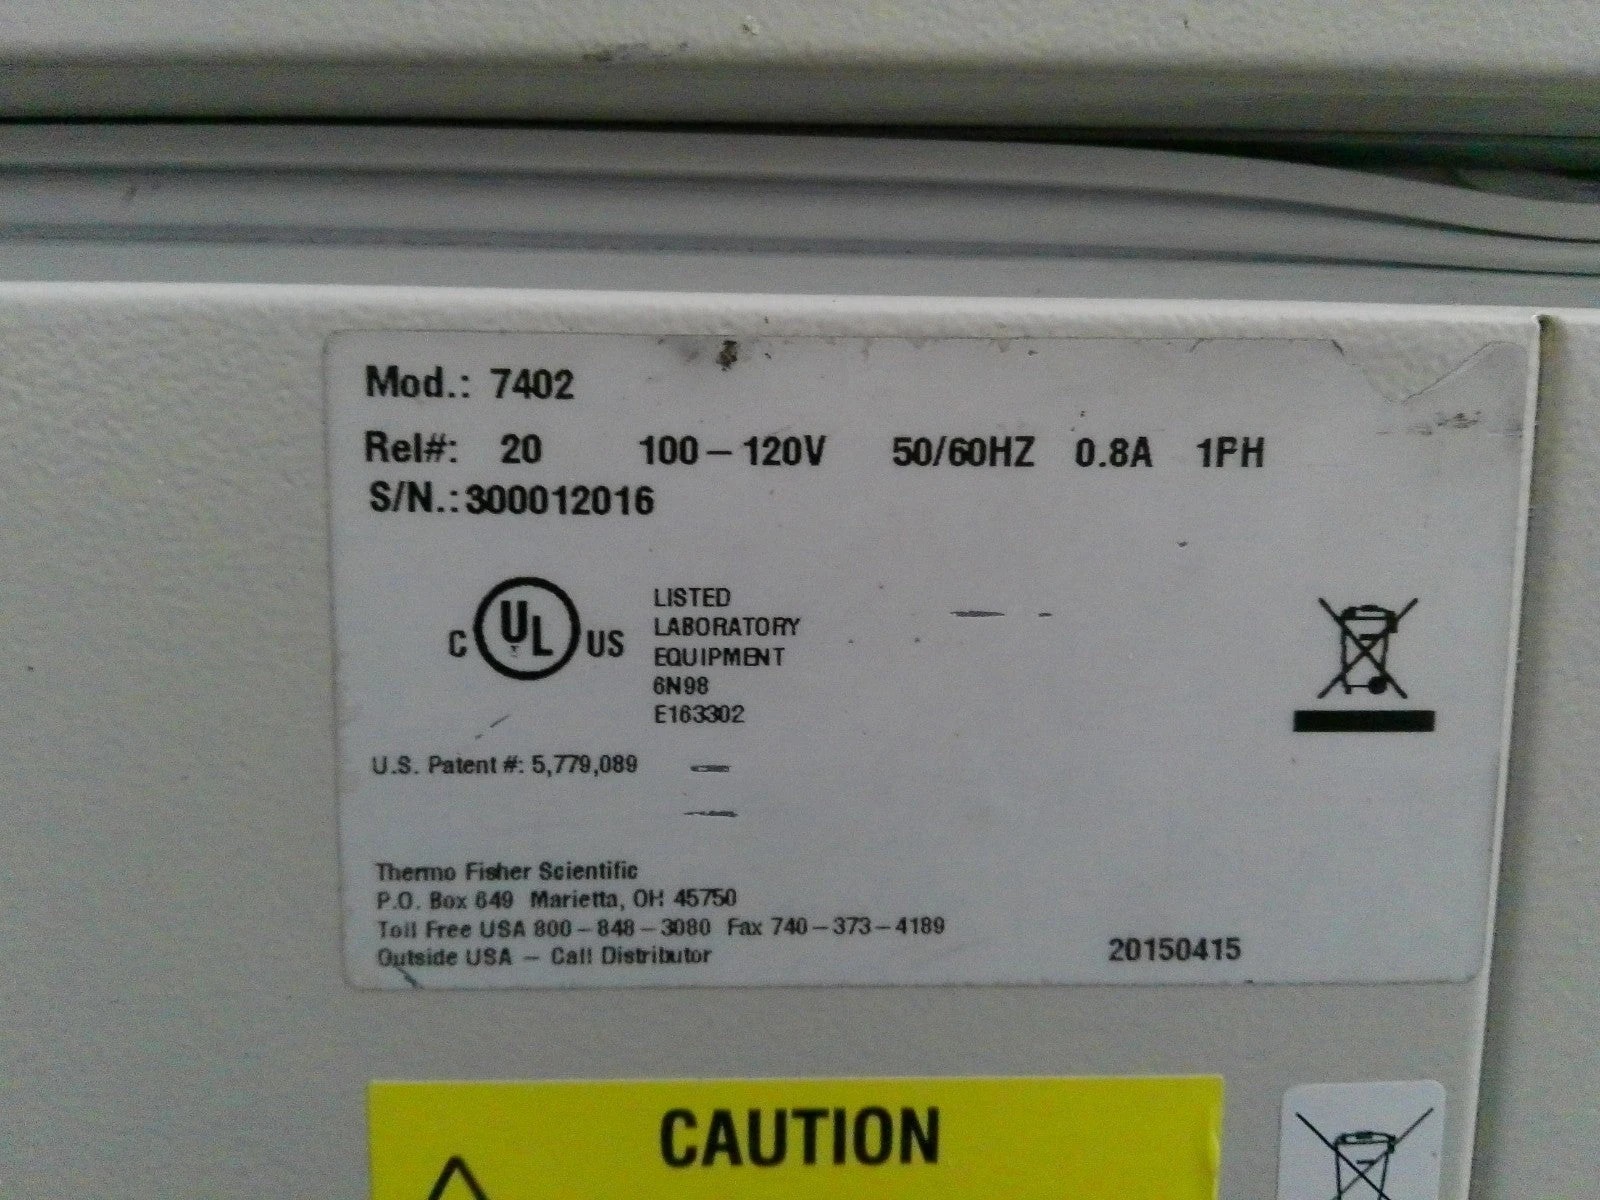 Mod.: 7402
Rel#: 20 100-120V 50/60HZ 0.8A 1PH
S/N.: 300012016
C UL US
LISTED
LABORATORY
EQUIPMENT
6N98
E163302
U.S. Patent #: 5,779,089
Thermo Fisher Scientific
P.O. Box 649 Marietta, OH 45750
Toll Free USA 800-848-3080 Fax 740-373-4189
Outside USA - Call Distributor
20150415
CAUTION